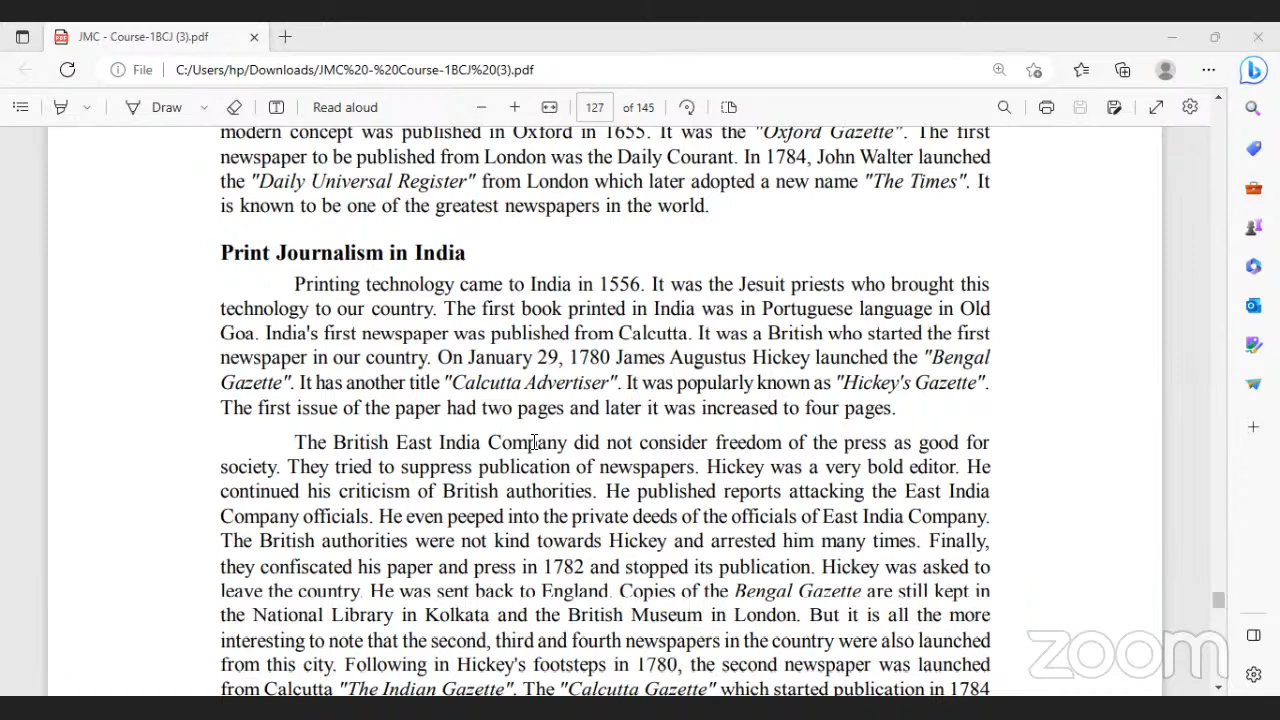 JMC - Course-1BCJ (3).pdf
File C:/Users/hp/Downloads/JMC%20-%20Course-1BCJ%20(3).pdf
Draw Read aloud 127 of 145
modern concept was published in Oxford in 1655. It was the "Oxford Gazette". The first
newspaper to be published from London was the Daily Courant. In 1784, John Walter launched
the "Daily Universal Register" from London which later adopted a new name "The Times". It
is known to be one of the greatest newspapers in the world.
Print Journalism in India
Printing technology came to India in 1556. It was the Jesuit priests who brought this
technology to our country. The first book printed in India was in Portuguese language in Old
Goa. India's first newspaper was published from Calcutta. It was a British who started the first
newspaper in our country. On January 29, 1780 James Augustus Hickey launched the "Bengal
Gazette". It has another title "Calcutta Advertiser". It was popularly known as "Hickey's Gazette".
The first issue of the paper had two pages and later it was increased to four pages.
The British East India Company did not consider freedom of the press as good for
society. They tried to suppress publication of newspapers. Hickey was a very bold editor. He
continued his criticism of British authorities. He published reports attacking the East India
Company officials. He even peeped into the private deeds of the officials of East India Company.
The British authorities were not kind towards Hickey and arrested him many times. Finally,
they confiscated his paper and press in 1782 and stopped its publication. Hickey was asked to
leave the country. He was sent back to England. Copies of the Bengal Gazette are still kept in
the National Library in Kolkata and the British Museum in London. But it is all the more
interesting to note that the second, third and fourth newspapers in the country were also launched
from this city. Following in Hickey's footsteps in 1780, the second newspaper was launched
from Calcutta "The Indian Gazette". The "Calcutta Gazette" which started publication in 1784
zoom